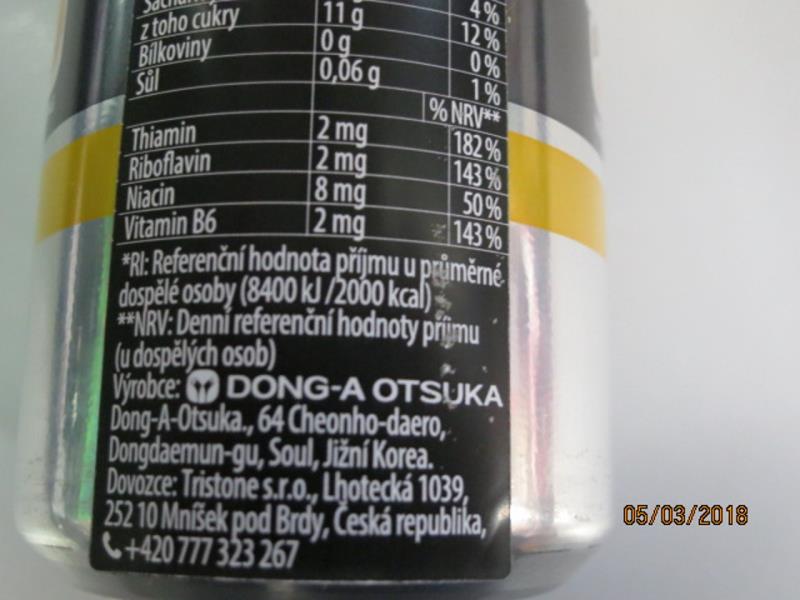 z toho cukry 11 g 12 %
Bílkoviny 0 g 0 %
Sůl 0,06 g 1 %
% NRV**
Thiamin 2 mg 182 %
Riboflavin 2 mg 143 %
Niacin 8 mg 50 %
Vitamin B6 2 mg 143 %
*RI: Referenční hodnota příjmu u průměrné
dospělé osoby (8400 kJ /2000 kcal)
**NRV: Denní referenční hodnoty příjmu
(u dospělých osob)
Výrobce: DONG-A OTSUKA
Dong-A-Otsuka., 64 Cheonho-daero,
Dongdaemun-gu, Soul, Jižní Korea.
Dovozce: Tristone s.r.o., Lhotecká 1039,
252 10 Mníšek pod Brdy, Česká republika,
+420 777 323 267
05/03/2018